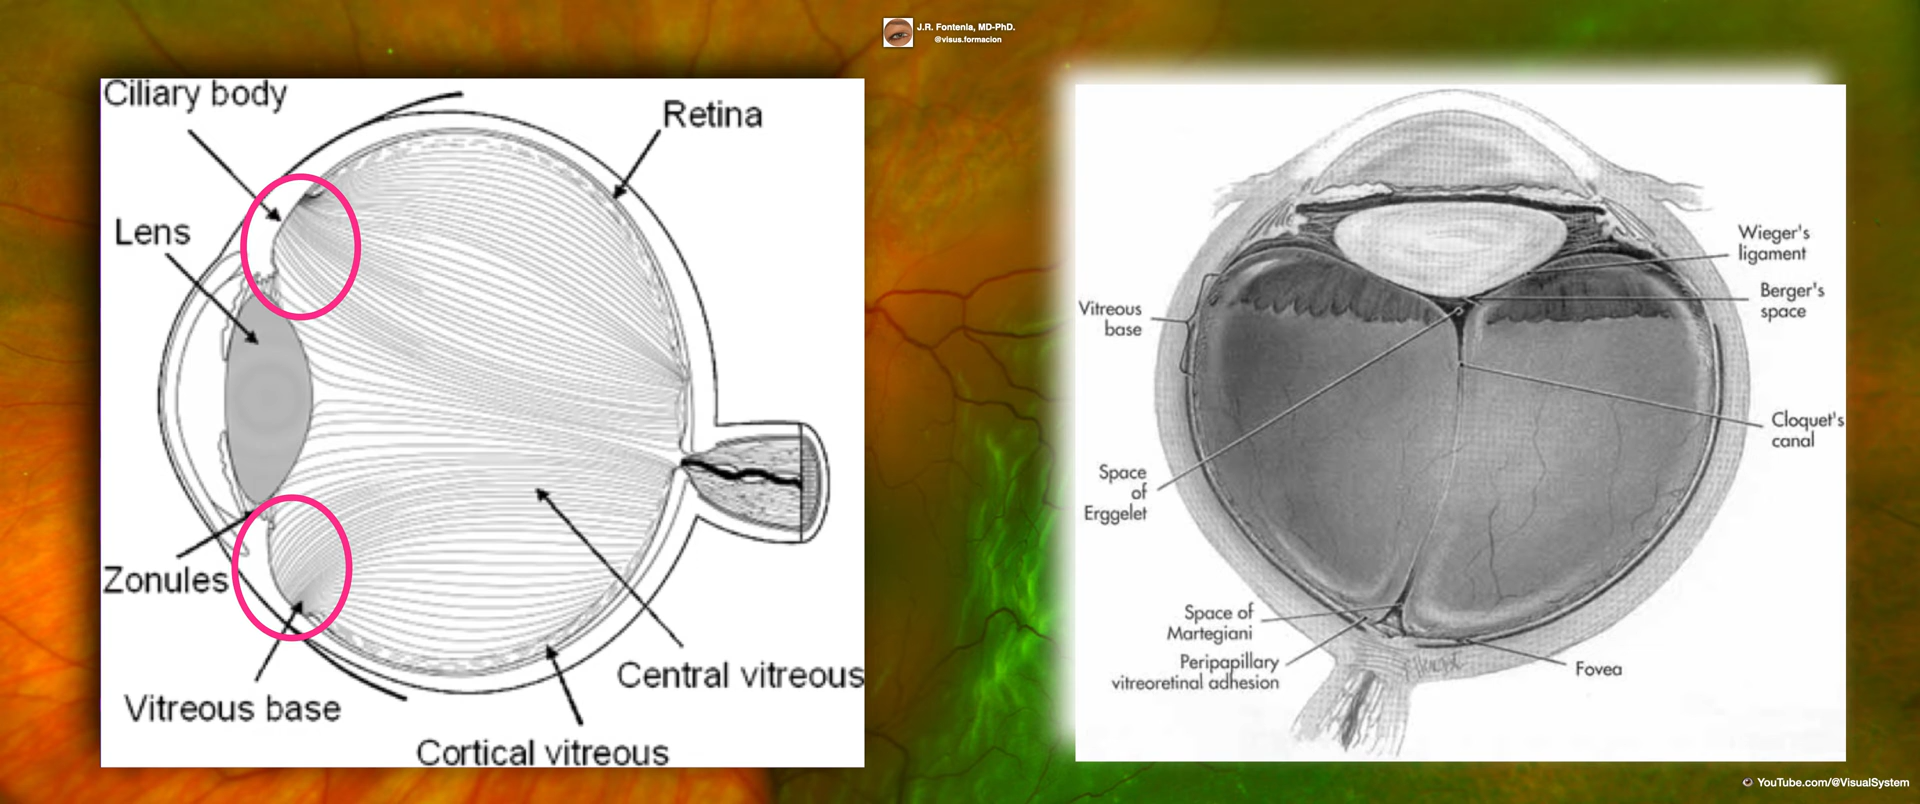 J.R. Fontenla, MD-PhD.
@visus.formacion
Ciliary body
Retina
Lens
Zonules
Vitreous base
Central vitreous
Cortical vitreous
Wieger's
ligament
Berger's
space
Vitreous
base
Cloquet's
canal
Space
of
Erggelet
Space of
Martegiani
Peripapillary
vitreoretinal adhesion
Fovea
YouTube.com/@VisualSystem